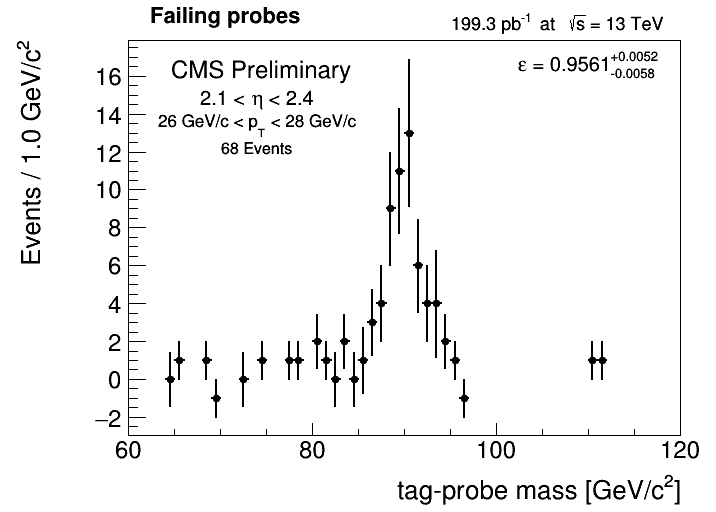 Failing probes
199.3 pb⁻¹ at √s = 13 TeV
CMS Preliminary
2.1 < η < 2.4
26 GeV/c < p_T < 28 GeV/c
68 Events
ε = 0.9561 +0.0052 -0.0058
Events / 1.0 GeV/c²
16
14
12
10
8
6
4
2
0
−2
60 80 100 120
tag-probe mass [GeV/c²]